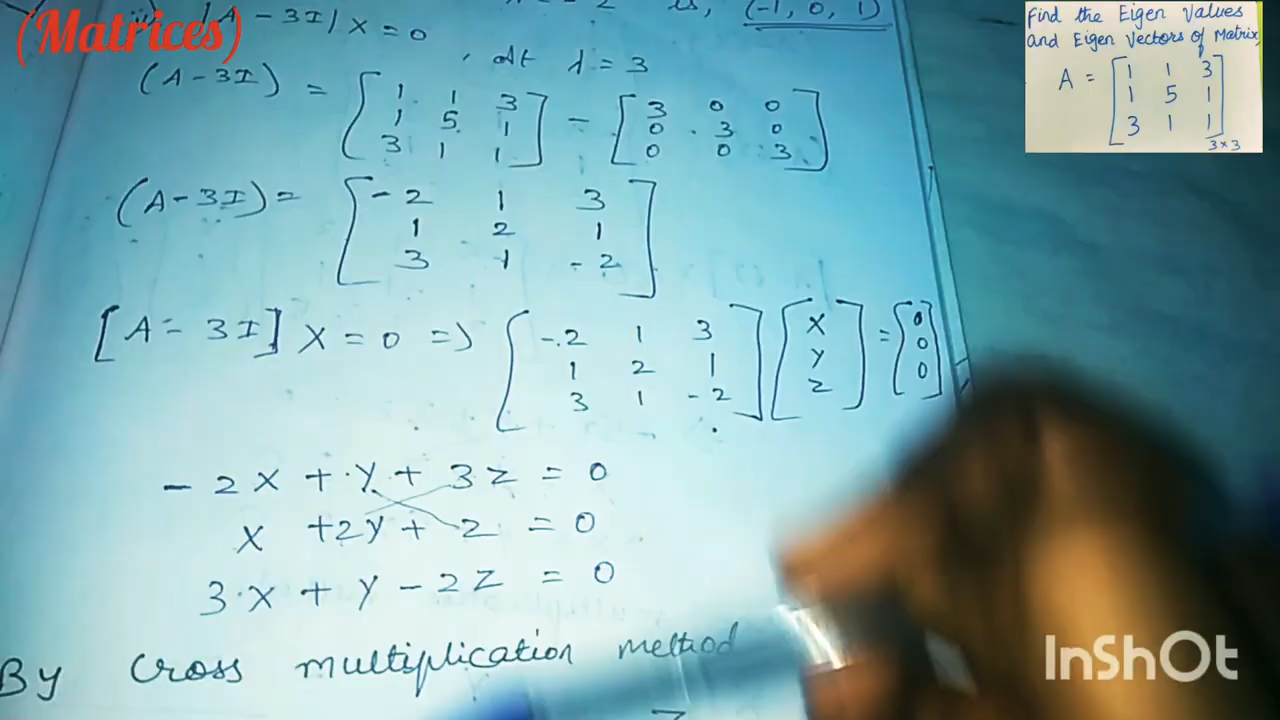 (Matrices)
|A - 3I| X = 0
is, (-1, 0, 1)
, At λ = 3
(A - 3I) = [1 1 3] - [3 0 0]
[1 5 1] [0 3 0]
[3 1 1] [0 0 3]
(A - 3I) = [-2 1 3]
[1 2 1]
[3 1 -2]
[A - 3I] X = 0 => [-2 1 3] [X] = [0]
[1 2 1] [Y] [0]
[3 1 -2] [Z] [0]
- 2X + Y + 3Z = 0
X + 2Y + Z = 0
3X + Y - 2Z = 0
By Cross multiplication method
Find the Eigen Values
and Eigen Vectors of Matrix,
A = [1 1 3]
[1 5 1]
[3 1 1] 3×3
InShOt